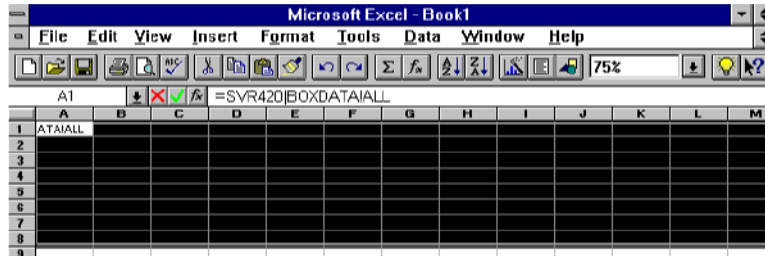 Microsoft Excel - Book1
File Edit View Insert Format Tools Data Window Help
75%
A1 =SVR420|BOXDATA!ALL
A B C D E F G H I J K L M
1 ATA!ALL
2
3
4
5
6
7
8
9